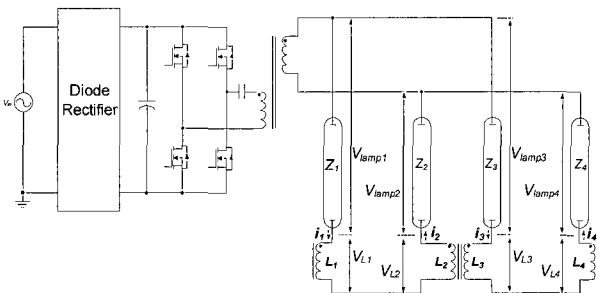 Diode
Rectifier
Vin
Z1
Z2
Z3
Z4
Vlamp1
Vlamp2
Vlamp3
Vlamp4
i1
i2
i3
i4
L1
L2
L3
L4
VL1
VL2
VL3
VL4